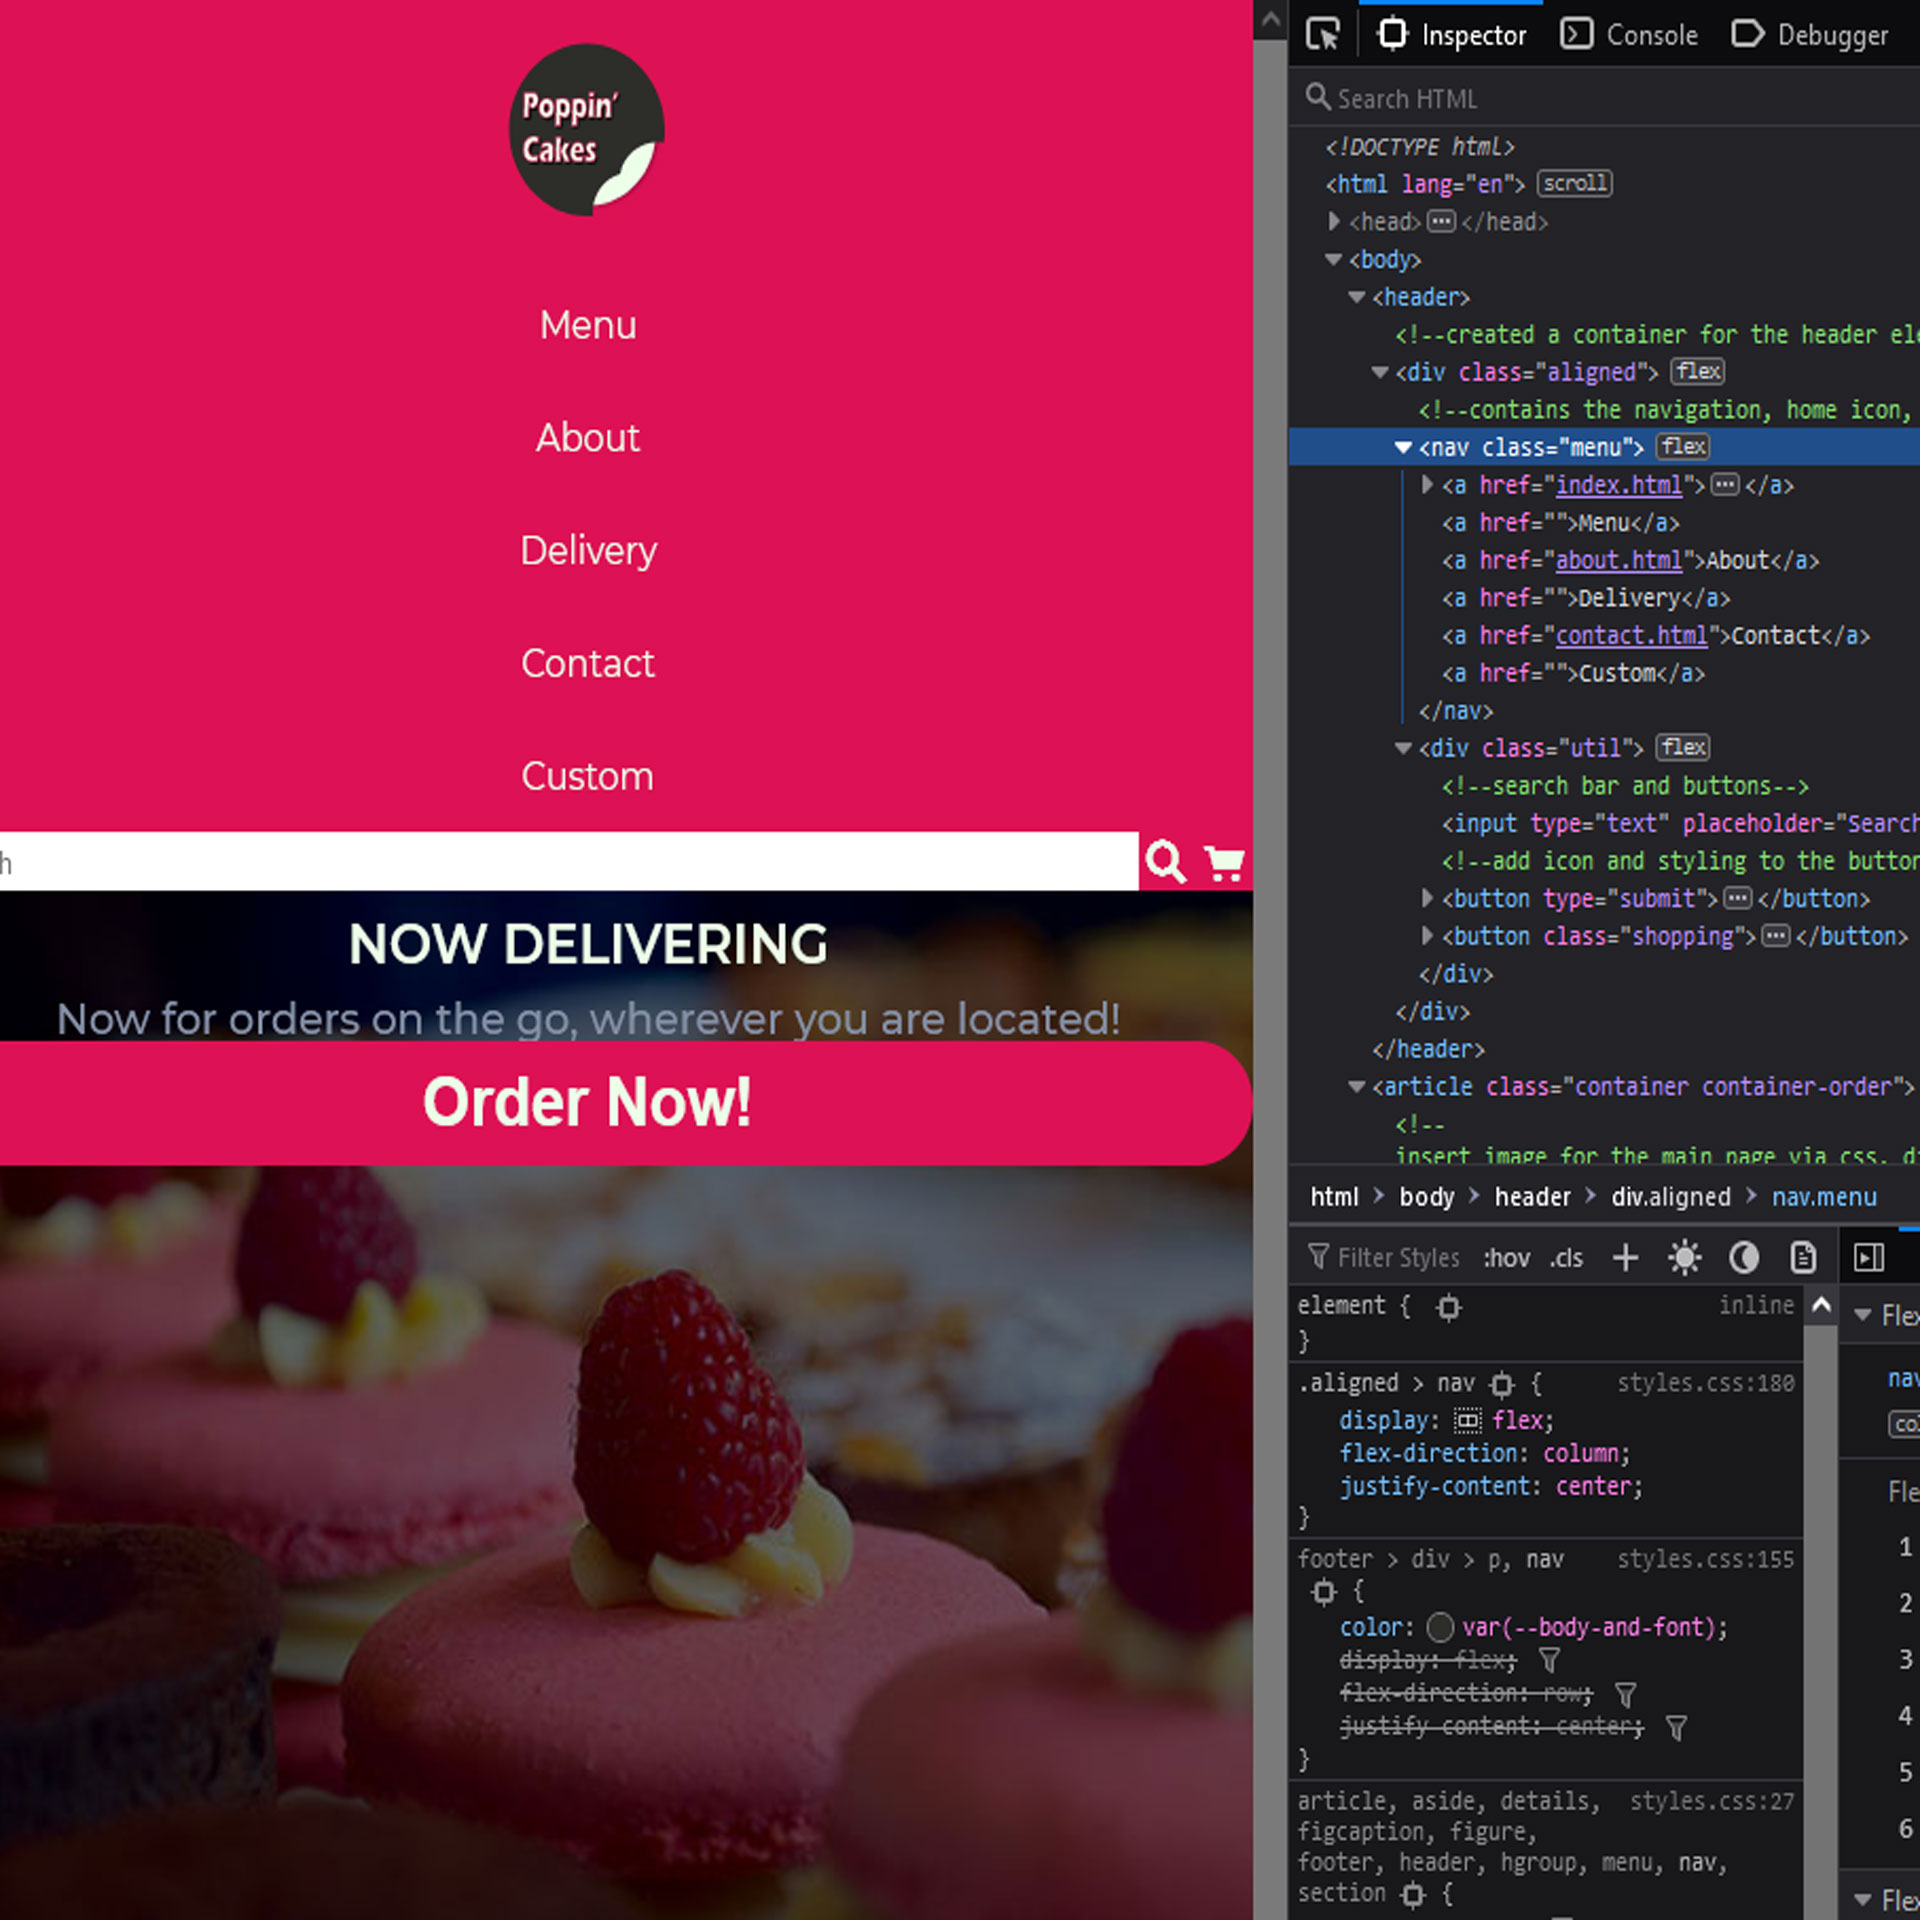 Poppin'
Cakes
Menu
About
Delivery
Contact
Custom
h
NOW DELIVERING
Now for orders on the go, wherever you are located!
Order Now!
Inspector
Console
Debugger
Search HTML
<!DOCTYPE html>
<html lang="en"> scroll
<head> ... </head>
<body>
<header>
<!--created a container for the header ele
<div class="aligned"> flex
<!--contains the navigation, home icon,
<nav class="menu"> flex
<a href="index.html"> ... </a>
<a href="">Menu</a>
<a href="about.html">About</a>
<a href="">Delivery</a>
<a href="contact.html">Contact</a>
<a href="">Custom</a>
</nav>
<div class="util"> flex
<!--search bar and buttons-->
<input type="text" placeholder="Search
<!--add icon and styling to the button
<button type="submit"> ... </button>
<button class="shopping"> ... </button>
</div>
</div>
</header>
<article class="container container-order">
<!--
insert image for the main page via css, di
html > body > header > div.aligned > nav.menu
Filter Styles :hov .cls +
element { inline
}
.aligned > nav { styles.css:180
display: flex;
flex-direction: column;
justify-content: center;
}
footer > div > p, nav styles.css:155
{
color: var(--body-and-font);
display: flex;
flex-direction: row;
justify-content: center;
}
article, aside, details, styles.css:27
figcaption, figure,
footer, header, hgroup, menu, nav,
section {
Flex
nav
col
Fle
1
2
3
4
5
6
Flex